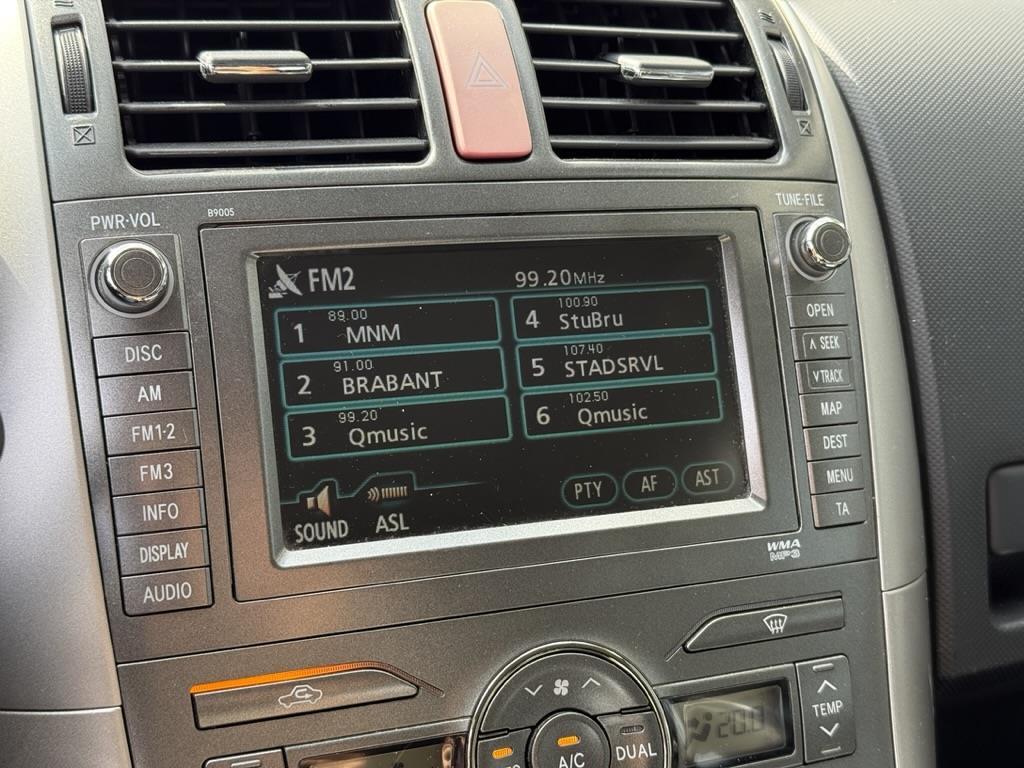 PWR·VOL
B9005
TUNE·FILE
DISC
AM
FM1·2
FM3
INFO
DISPLAY
AUDIO
FM2
99.20MHz
1 89.00 MNM
2 91.00 BRABANT
3 99.20 Qmusic
4 100.90 StuBru
5 107.40 STADSRVL
6 102.50 Qmusic
SOUND
ASL
PTY
AF
AST
OPEN
∧ SEEK
∨ TRACK
MAP
DEST
MENU
TA
WMA
MP3
A/C
DUAL
20.0
TEMP